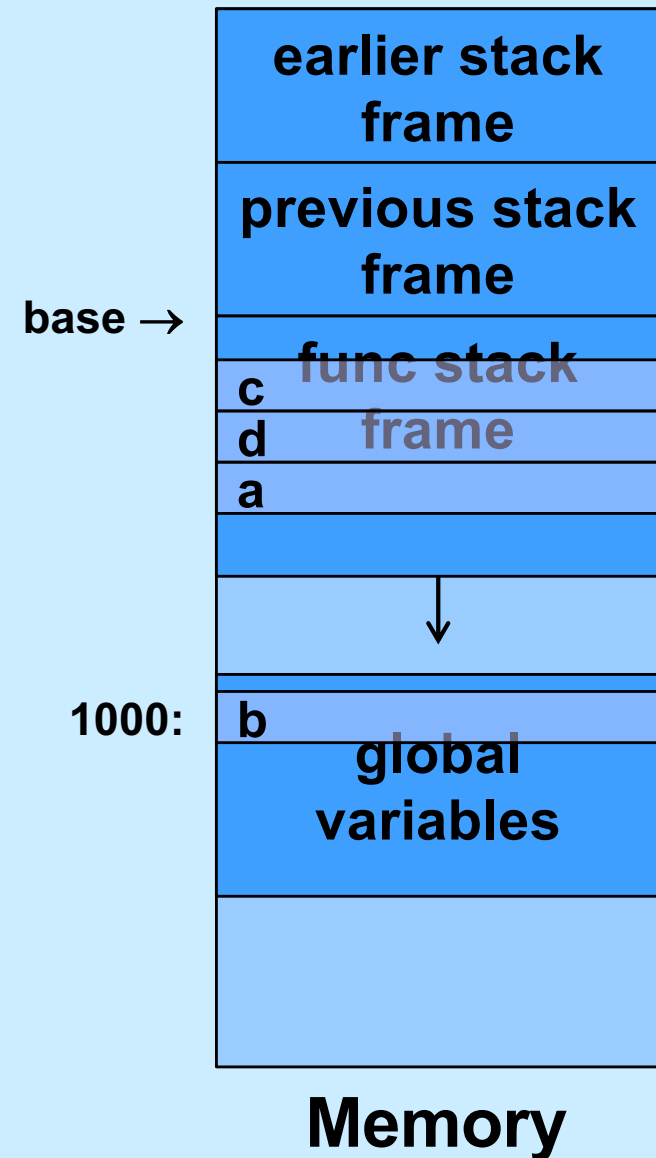 earlier stack
frame
previous stack
frame
base →
func stack
c
frame
d
a
1000:
b
global
variables
Memory